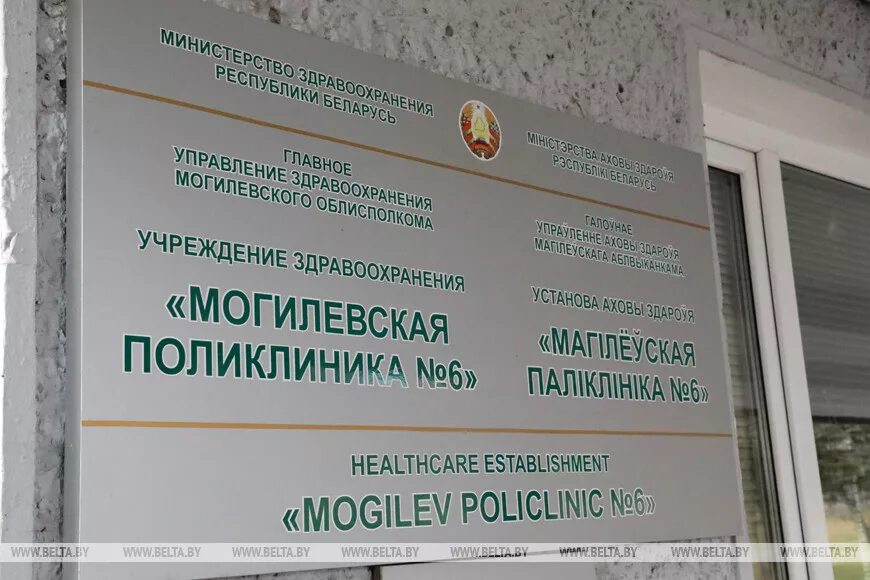 МИНИСТЕРСТВО ЗДРАВООХРАНЕНИЯ
РЕСПУБЛИКИ БЕЛАРУСЬ
ГЛАВНОЕ
УПРАВЛЕНИЕ ЗДРАВООХРАНЕНИЯ
МОГИЛЕВСКОГО ОБЛИСПОЛКОМА
УЧРЕЖДЕНИЕ ЗДРАВООХРАНЕНИЯ
«МОГИЛЕВСКАЯ
ПОЛИКЛИНИКА №6»
МІНІСТЭРСТВА АХОВЫ ЗДАРОЎЯ
РЭСПУБЛІКІ БЕЛАРУСЬ
ГАЛОЎНАЕ
УПРАЎЛЕННЕ АХОВЫ ЗДАРОЎЯ
МАГІЛЕЎСКАГА АБЛВЫКАНКАМА
УСТАНОВА АХОВЫ ЗДАРОЎЯ
«МАГІЛЁЎСКАЯ
ПАЛІКЛІНІКА №6»
HEALTHCARE ESTABLISHMENT
«MOGILEV POLICLINIC №6»
WWW.BELTA.BY WWW.BELTA.BY WWW.BELTA.BY WWW.BELTA.BY WWW.BELTA.BY WWW.BELTA.BY WWW.BELTA.BY WWW.BELTA.BY